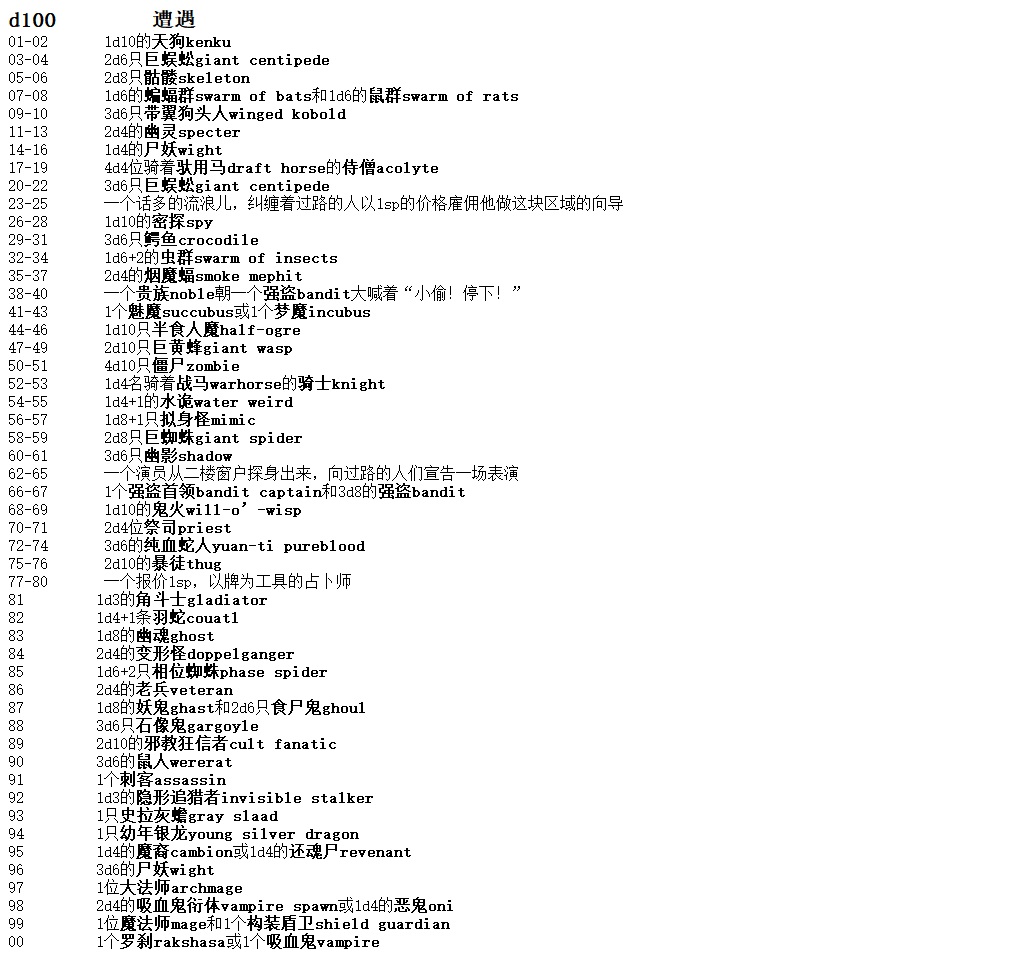 d100 遭遇
01-02 1d10的天狗kenku
03-04 2d6只巨蜈蚣giant centipede
05-06 2d8只骷髅skeleton
07-08 1d6的蝙蝠群swarm of bats和1d6的鼠群swarm of rats
09-10 3d6只带翼狗头人winged kobold
11-13 2d4的幽灵specter
14-16 1d4的尸妖wight
17-19 4d4位骑着驮用马draft horse的侍僧acolyte
20-22 3d6只巨蜈蚣giant centipede
23-25 一个话多的流浪儿，纠缠着过路的人以1sp的价格雇佣他做这块区域的向导
26-28 1d10的密探spy
29-31 3d6只鳄鱼crocodile
32-34 1d6+2的虫群swarm of insects
35-37 2d4的烟魔蝠smoke mephit
38-40 一个贵族noble朝一个强盗bandit大喊着“小偷！停下！”
41-43 1个魅魔succubus或1个梦魔incubus
44-46 1d10只半食人魔half-ogre
47-49 2d10只巨黄蜂giant wasp
50-51 4d10只僵尸zombie
52-53 1d4名骑着战马warhorse的骑士knight
54-55 1d4+1的水诡water weird
56-57 1d8+1只拟身怪mimic
58-59 2d8只巨蜘蛛giant spider
60-61 3d6只幽影shadow
62-65 一个演员从二楼窗户探身出来，向过路的人们宣告一场表演
66-67 1个强盗首领bandit captain和3d8的强盗bandit
68-69 1d10的鬼火will-o’-wisp
70-71 2d4位祭司priest
72-74 3d6的纯血蛇人yuan-ti pureblood
75-76 2d10的暴徒thug
77-80 一个报价1sp，以牌为工具的占卜师
81 1d3的角斗士gladiator
82 1d4+1条羽蛇couatl
83 1d8的幽魂ghost
84 2d4的变形怪doppelganger
85 1d6+2只相位蜘蛛phase spider
86 2d4的老兵veteran
87 1d8的妖鬼ghast和2d6只食尸鬼ghoul
88 3d6只石像鬼gargoyle
89 2d10的邪教狂信者cult fanatic
90 3d6的鼠人wererat
91 1个刺客assassin
92 1d3的隐形追猎者invisible stalker
93 1只史拉灰蟾gray slaad
94 1只幼年银龙young silver dragon
95 1d4的魔裔cambion或1d4的还魂尸revenant
96 3d6的尸妖wight
97 1位大法师archmage
98 2d4的吸血鬼衍体vampire spawn或1d4的恶鬼oni
99 1位魔法师mage和1个构装盾卫shield guardian
00 1个罗刹rakshasa或1个吸血鬼vampire